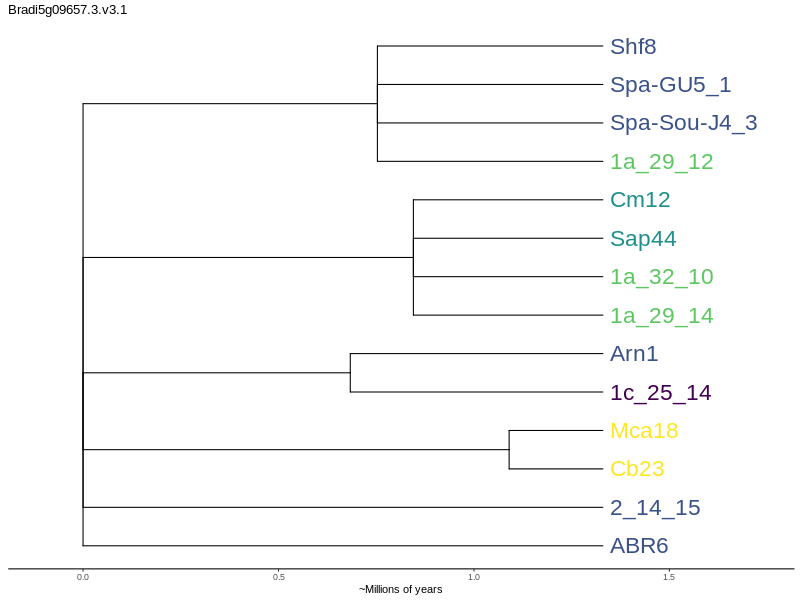 Bradi5g09657.3.v3.1
Shf8
Spa-GU5_1
Spa-Sou-J4_3
1a_29_12
Cm12
Sap44
1a_32_10
1a_29_14
Arn1
1c_25_14
Mca18
Cb23
2_14_15
ABR6
0.0 0.5 1.0 1.5
~Millions of years